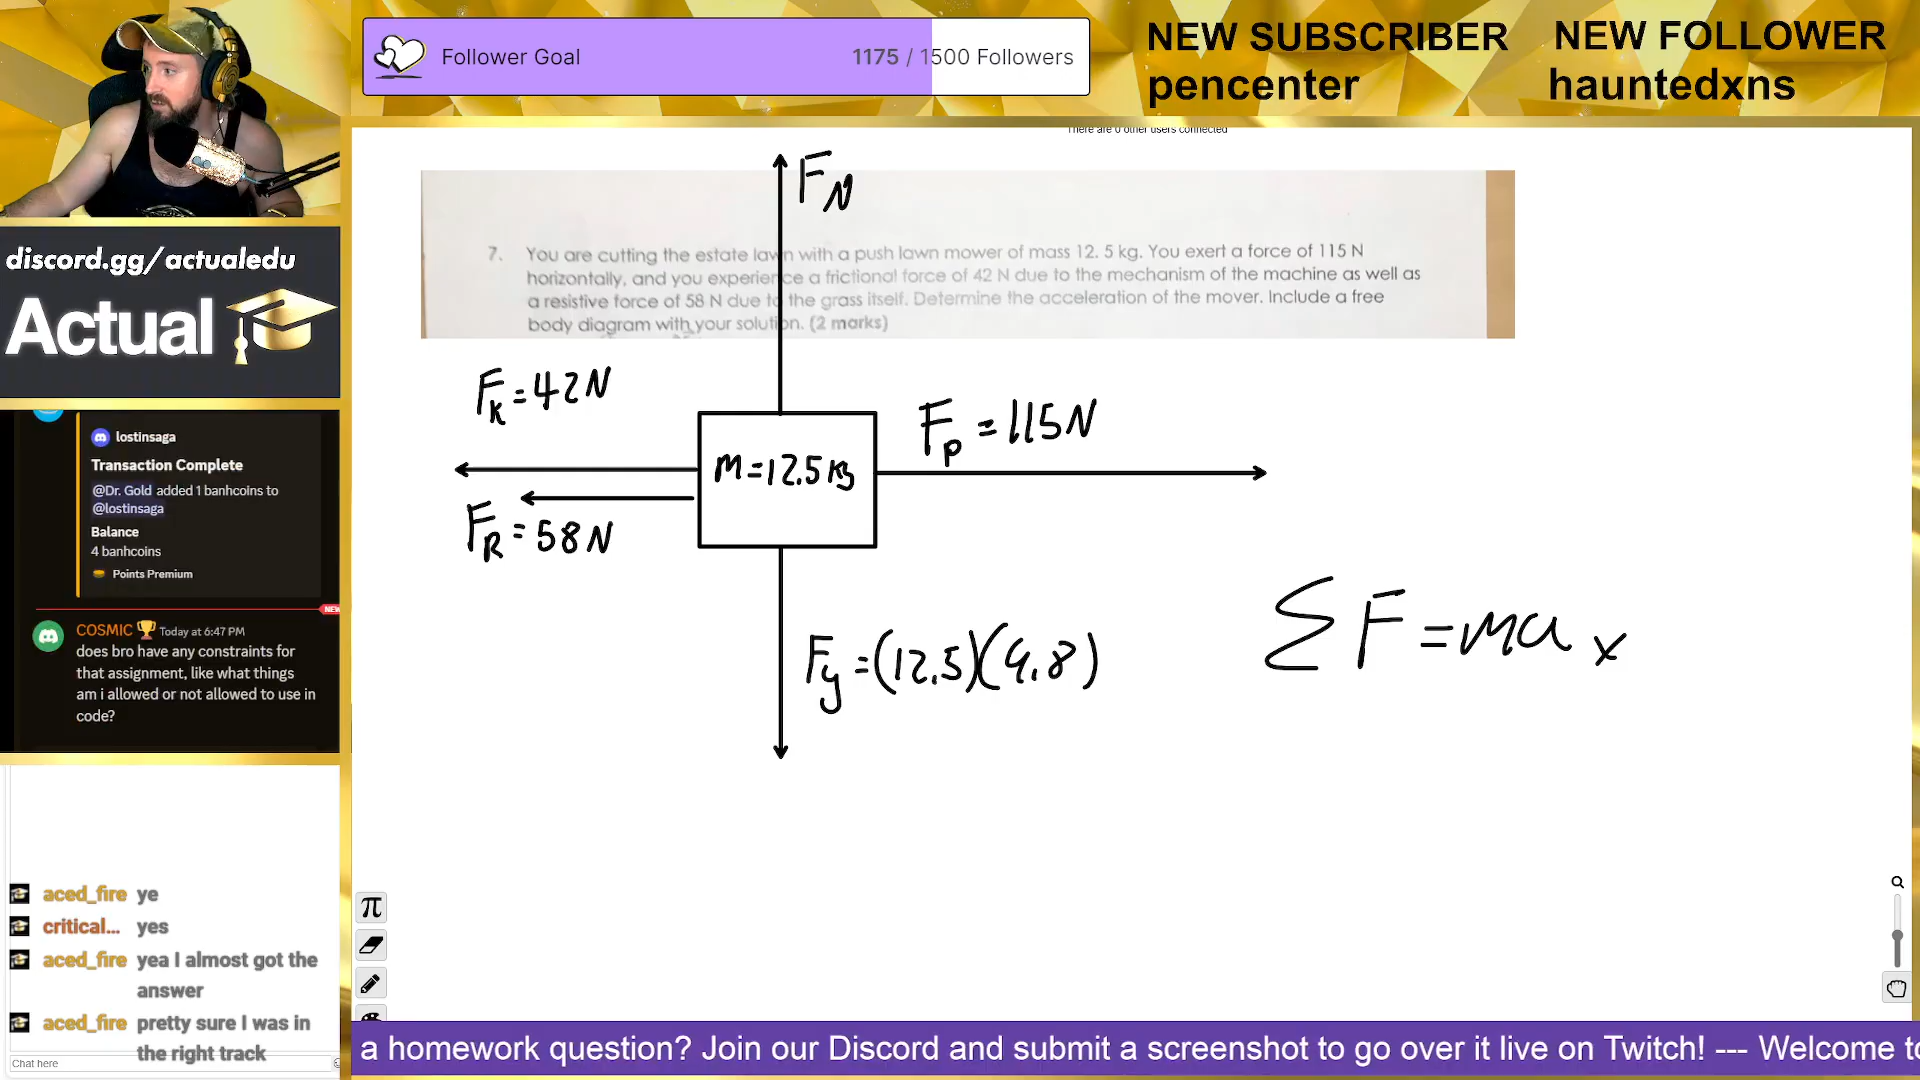 Follower Goal
1175 / 1500 Followers
NEW SUBSCRIBER
pencenter
NEW FOLLOWER
hauntedxns
There are 0 other users connected
discord.gg/actualedu
Actual
lostinsaga
Transaction Complete
@Dr. Gold added 1 banhcoins to
@lostinsaga
Balance
4 banhcoins
Points Premium
NEW
COSMIC 🏆 Today at 6:47 PM
does bro have any constraints for
that assignment, like what things
am i allowed or not allowed to use in
code?
aced_fire ye
critical... yes
aced_fire yea I almost got the
answer
aced_fire pretty sure I was in
the right track
Chat here
F_N
7. You are cutting the estate lawn with a push lawn mower of mass 12. 5 kg. You exert a force of 115 N
horizontally, and you experience a frictional force of 42 N due to the mechanism of the machine as well as
a resistive force of 58 N due to the grass itself. Determine the acceleration of the mover. Include a free
body diagram with your solution. (2 marks)
F_K = 42N
F_P = 115N
m = 12.5 kg
F_R = 58N
F_y = (12.5)(9.8)
ΣF = ma_x
π
a homework question? Join our Discord and submit a screenshot to go over it live on Twitch! --- Welcome to